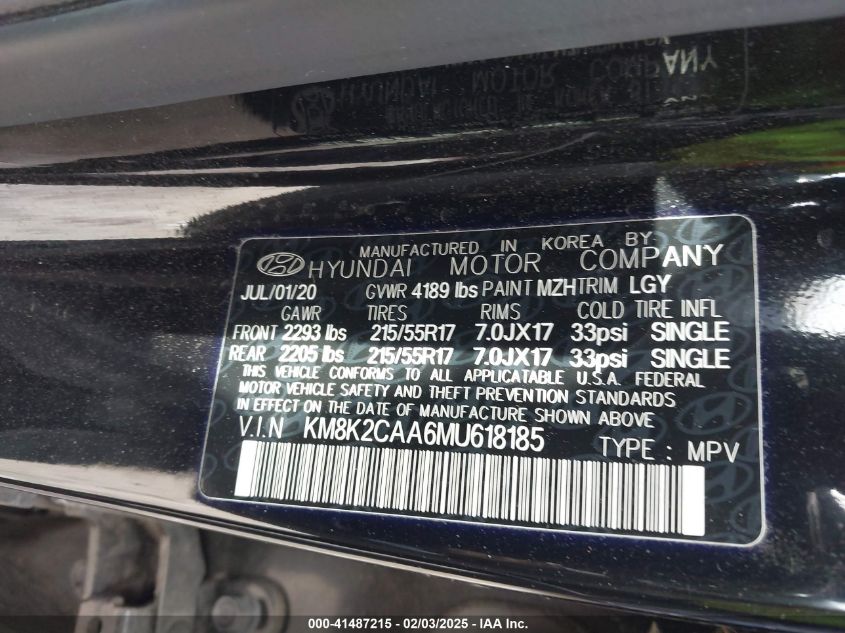 MANUFACTURED IN KOREA BY
HYUNDAI MOTOR COMPANY
JUL/01/20 GVWR 4189 lbs PAINT MZH TRIM LGY
GAWR TIRES RIMS COLD TIRE INFL
FRONT 2293 lbs 215/55R17 7.0JX17 33psi SINGLE
REAR 2205 lbs 215/55R17 7.0JX17 33psi SINGLE
THIS VEHICLE CONFORMS TO ALL APPLICATABLE U.S.A. FEDERAL
MOTOR VEHICLE SAFETY AND THEFT PREVENTION STANDARDS
IN EFFECT ON THE DATE OF MANUFACTURE SHOWN ABOVE
V.I.N KM8K2CAA6MU618185 TYPE : MPV
000-41487215 - 02/03/2025 - IAA Inc.